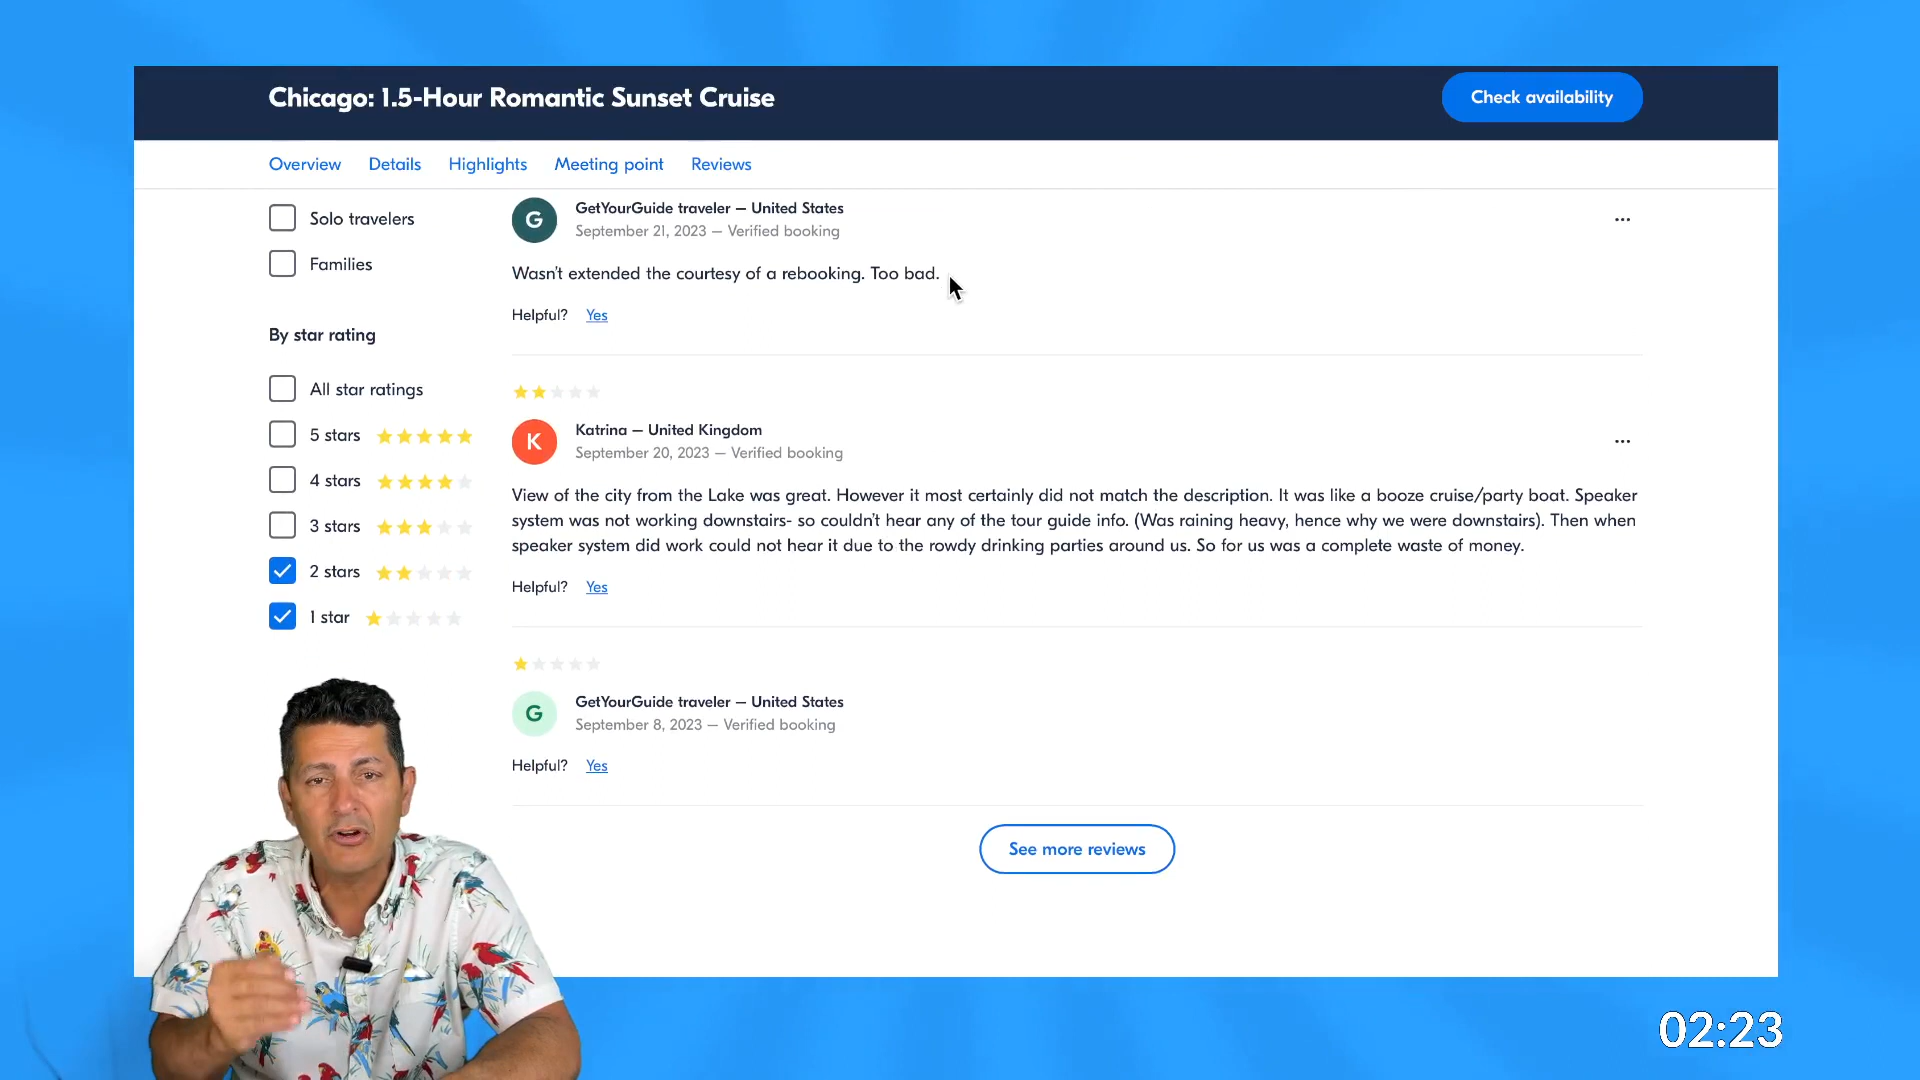 Chicago: 1.5-Hour Romantic Sunset Cruise
Check availability
Overview
Details
Highlights
Meeting point
Reviews
Solo travelers
Families
By star rating
All star ratings
5 stars
4 stars
3 stars
2 stars
1 star
G
GetYourGuide traveler – United States
September 21, 2023 – Verified booking
Wasn't extended the courtesy of a rebooking. Too bad.
Helpful? Yes
K
Katrina – United Kingdom
September 20, 2023 – Verified booking
View of the city from the Lake was great. However it most certainly did not match the description. It was like a booze cruise/party boat. Speaker
system was not working downstairs- so couldn't hear any of the tour guide info. (Was raining heavy, hence why we were downstairs). Then when
speaker system did work could not hear it due to the rowdy drinking parties around us. So for us was a complete waste of money.
Helpful? Yes
G
GetYourGuide traveler – United States
September 8, 2023 – Verified booking
Helpful? Yes
See more reviews
02:23